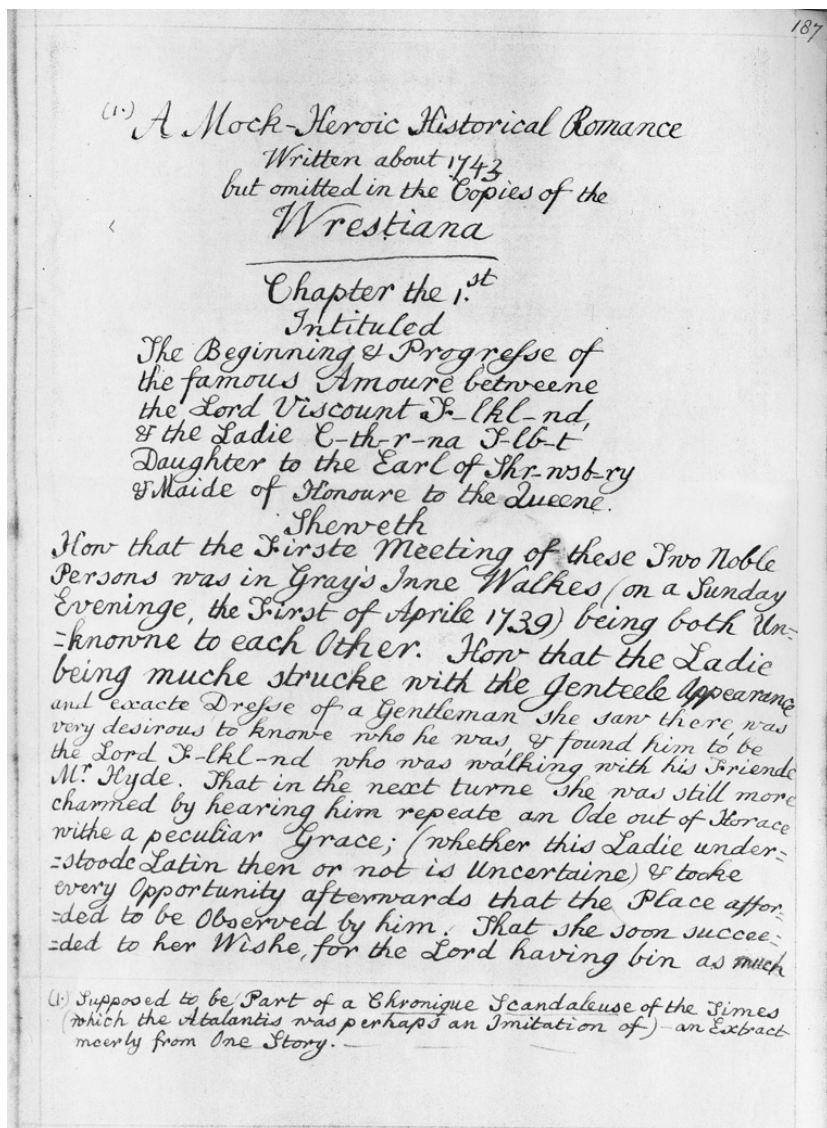 187
(1.) A Mock-Heroic Historical Romance
Written about 1743
but omitted in the Copies of the
Wrestiana
Chapter the 1.st
Intituled
The Beginning & Progresse of
the famous Amoure betweene
the Lord Viscount F-lkl-nd,
& the Ladie C-th-r-na T-lb-t
Daughter to the Earl of Shr-wsb-ry
& Maide of Honoure to the Queene.
Sheweth
How that the Firste Meeting of these Two Noble
Persons was in Gray's Inne Walkes (on a Sunday
Eveninge, the First of Aprile 1739) being both Un=
=knowne to each Other. How that the Ladie
being muche strucke with the Genteele Appearance
and exacte Dresse of a Gentleman she saw there, was
very desirous to knowe who he was, & found him to be
the Lord F-lkl-nd who was walking with his Friende
Mr. Hyde. That in the next turne she was still more
charmed by hearing him repeate an Ode out of Horace
withe a peculiar Grace; (whether this Ladie under=
=stoode Latin then or not is Uncertaine) & tooke
every Opportunity afterwards that the Place affor=
=ded to be Observed by him. That she soon succee=
=ded to her Wishe, for the Lord having bin as much
(1.) Supposed to be Part of a Chronique Scandaleuse of the Times
(which the Atalantis was perhaps an Imitation of) - an Extract
meerly from One Story.